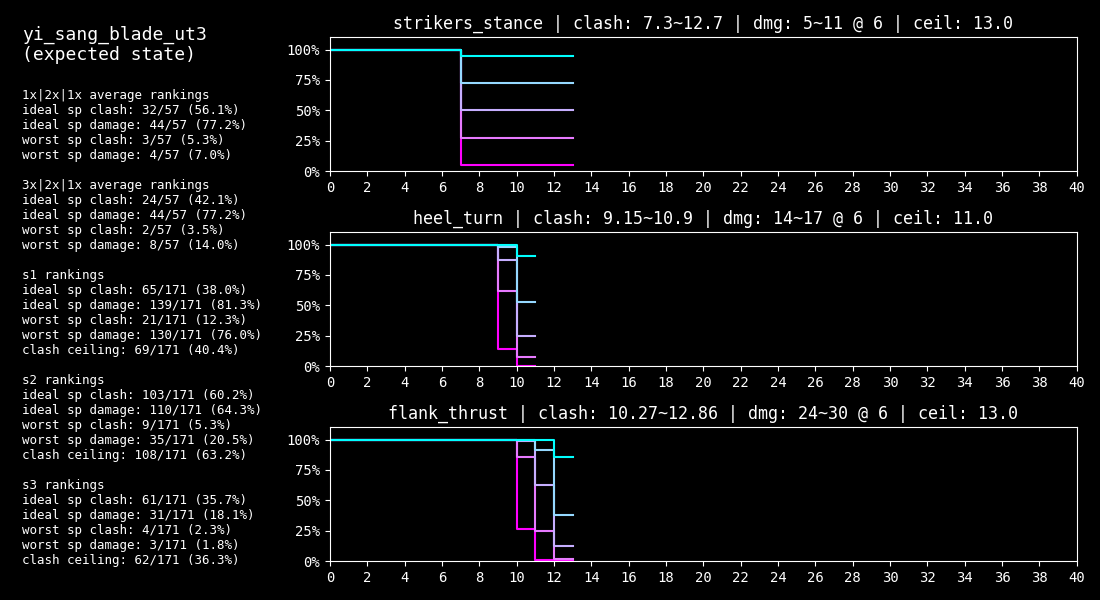 yi_sang_blade_ut3
(expected state)
1x|2x|1x average rankings
ideal sp clash: 32/57 (56.1%)
ideal sp damage: 44/57 (77.2%)
worst sp clash: 3/57 (5.3%)
worst sp damage: 4/57 (7.0%)
3x|2x|1x average rankings
ideal sp clash: 24/57 (42.1%)
ideal sp damage: 44/57 (77.2%)
worst sp clash: 2/57 (3.5%)
worst sp damage: 8/57 (14.0%)
s1 rankings
ideal sp clash: 65/171 (38.0%)
ideal sp damage: 139/171 (81.3%)
worst sp clash: 21/171 (12.3%)
worst sp damage: 130/171 (76.0%)
clash ceiling: 69/171 (40.4%)
s2 rankings
ideal sp clash: 103/171 (60.2%)
ideal sp damage: 110/171 (64.3%)
worst sp clash: 9/171 (5.3%)
worst sp damage: 35/171 (20.5%)
clash ceiling: 108/171 (63.2%)
s3 rankings
ideal sp clash: 61/171 (35.7%)
ideal sp damage: 31/171 (18.1%)
worst sp clash: 4/171 (2.3%)
worst sp damage: 3/171 (1.8%)
clash ceiling: 62/171 (36.3%)
strikers_stance | clash: 7.3~12.7 | dmg: 5~11 @ 6 | ceil: 13.0
100%
75%
50%
25%
0%
0 2 4 6 8 10 12 14 16 18 20 22 24 26 28 30 32 34 36 38 40
heel_turn | clash: 9.15~10.9 | dmg: 14~17 @ 6 | ceil: 11.0
100%
75%
50%
25%
0%
0 2 4 6 8 10 12 14 16 18 20 22 24 26 28 30 32 34 36 38 40
flank_thrust | clash: 10.27~12.86 | dmg: 24~30 @ 6 | ceil: 13.0
100%
75%
50%
25%
0%
0 2 4 6 8 10 12 14 16 18 20 22 24 26 28 30 32 34 36 38 40